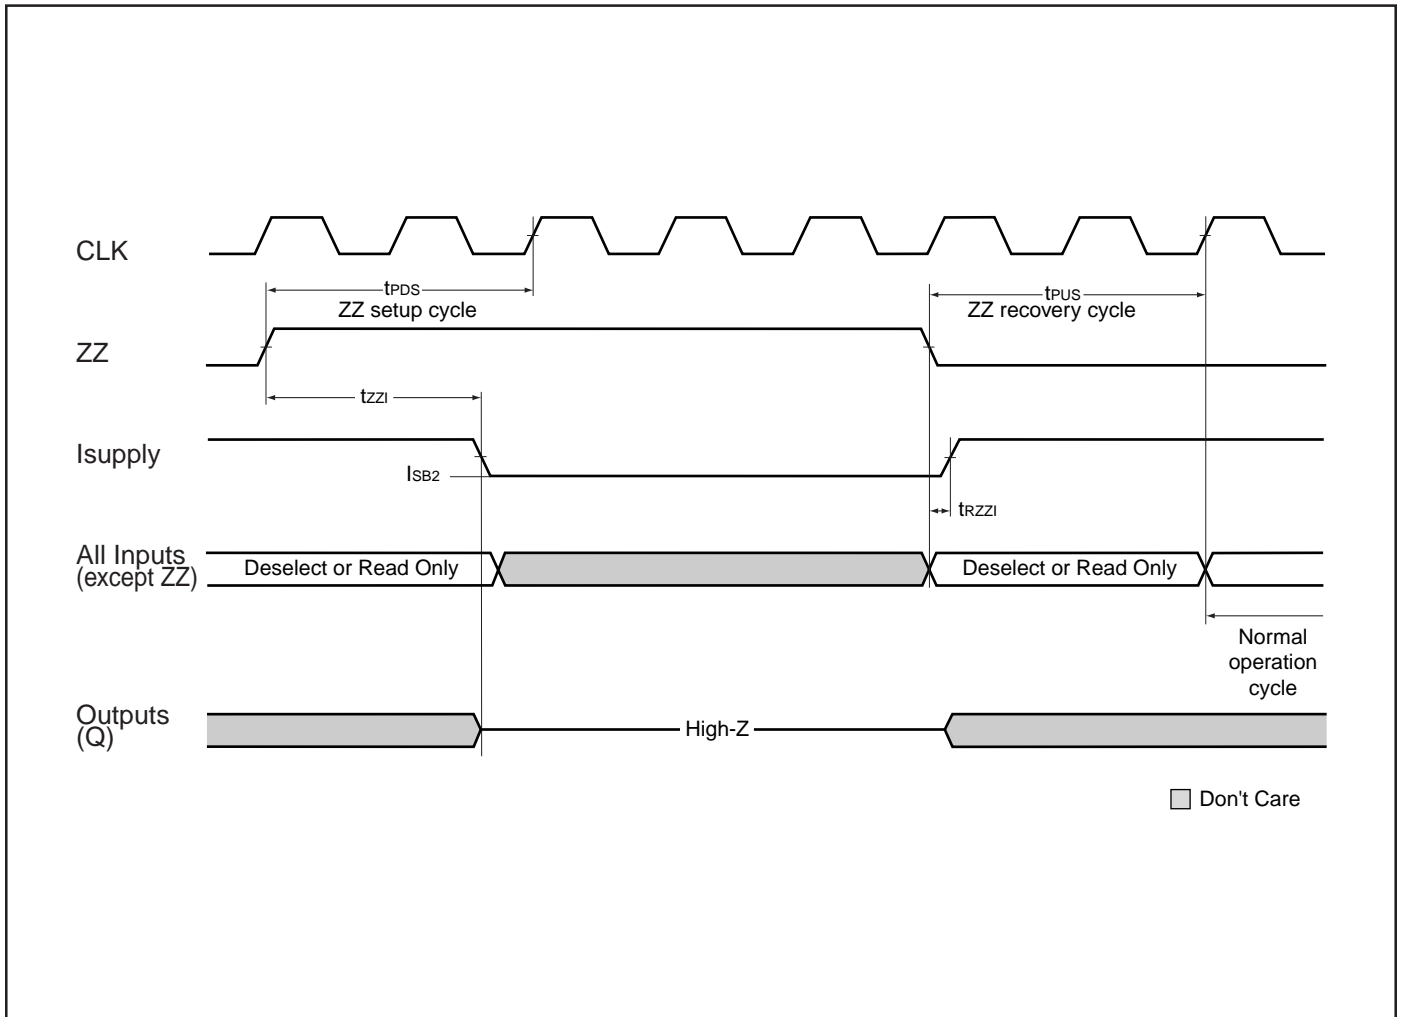 CLK
tPDS
ZZ setup cycle
tPUS
ZZ recovery cycle
ZZ
tZZI
Isupply
ISB2
tRZZI
All Inputs
(except ZZ)
Deselect or Read Only
Deselect or Read Only
Normal
operation
cycle
Outputs
(Q)
High-Z
Don't Care